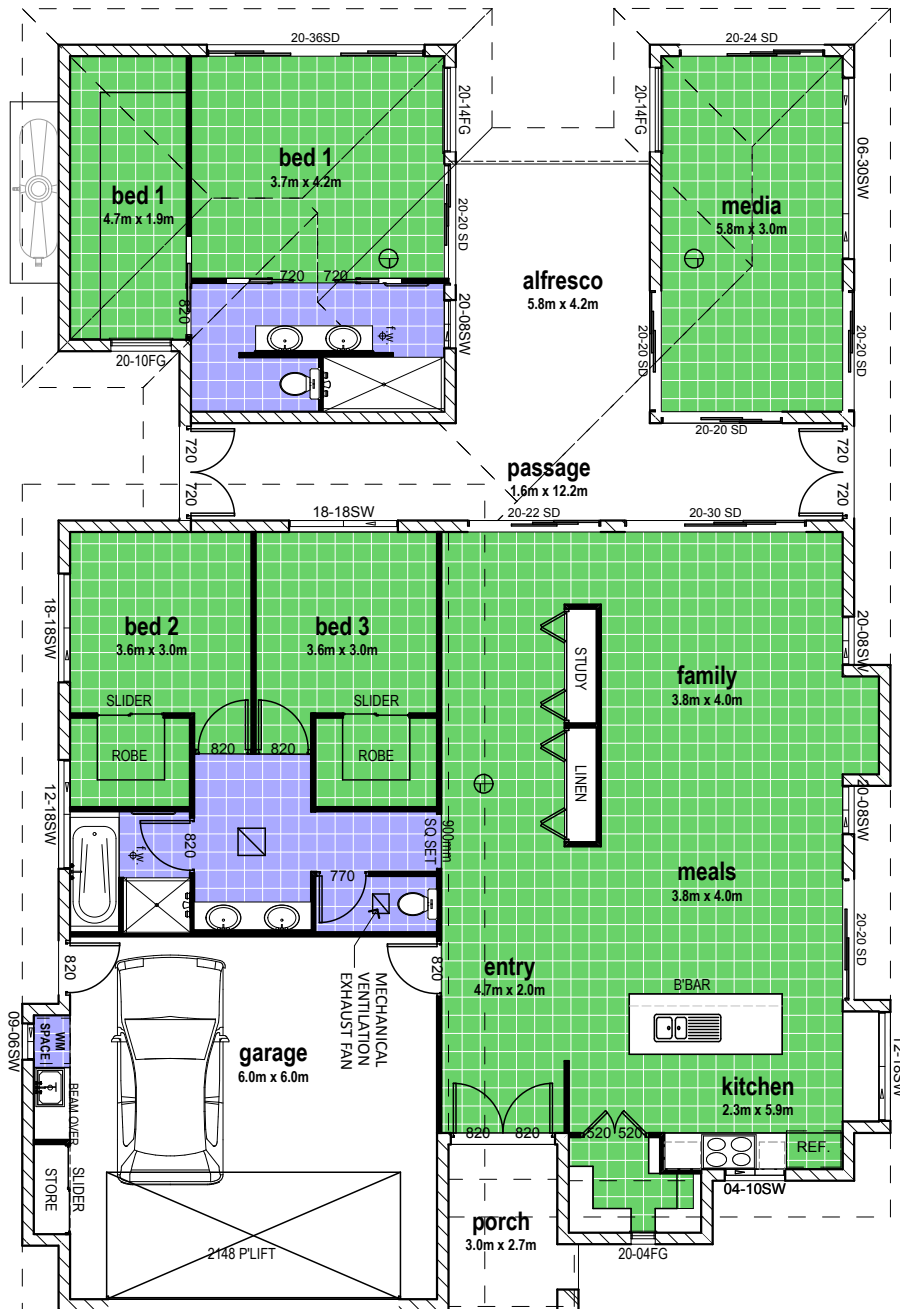 20-36SD
20-24 SD
20-14FG
20-14FG
06-30SW
bed 1
3.7m x 4.2m
bed 1
4.7m x 1.9m
media
5.8m x 3.0m
20-20 SD
alfresco
5.8m x 4.2m
720
720
820
20-08SW
f.w.
20-20 SD
20-20 SD
20-10FG
20-20 SD
720
720
passage
1.6m x 12.2m
720
720
18-18SW
20-22 SD
20-30 SD
18-18SW
bed 2
3.6m x 3.0m
bed 3
3.6m x 3.0m
STUDY
family
3.8m x 4.0m
20-08SW
SLIDER
SLIDER
ROBE
820
820
ROBE
LINEN
12-18SW
20-08SW
f.w.
820
SQ SET
900mm
770
meals
3.8m x 4.0m
20-20 SD
820
820
MECHANICAL
VENTILATION
EXHAUST FAN
entry
4.7m x 2.0m
B'BAR
09-06SW
WM
SPACE
garage
6.0m x 6.0m
12-18SW
kitchen
2.3m x 5.9m
BEAM OVER
820
820
520
520
REF.
04-10SW
STORE
SLIDER
porch
3.0m x 2.7m
2148 P'LIFT
20-04FG